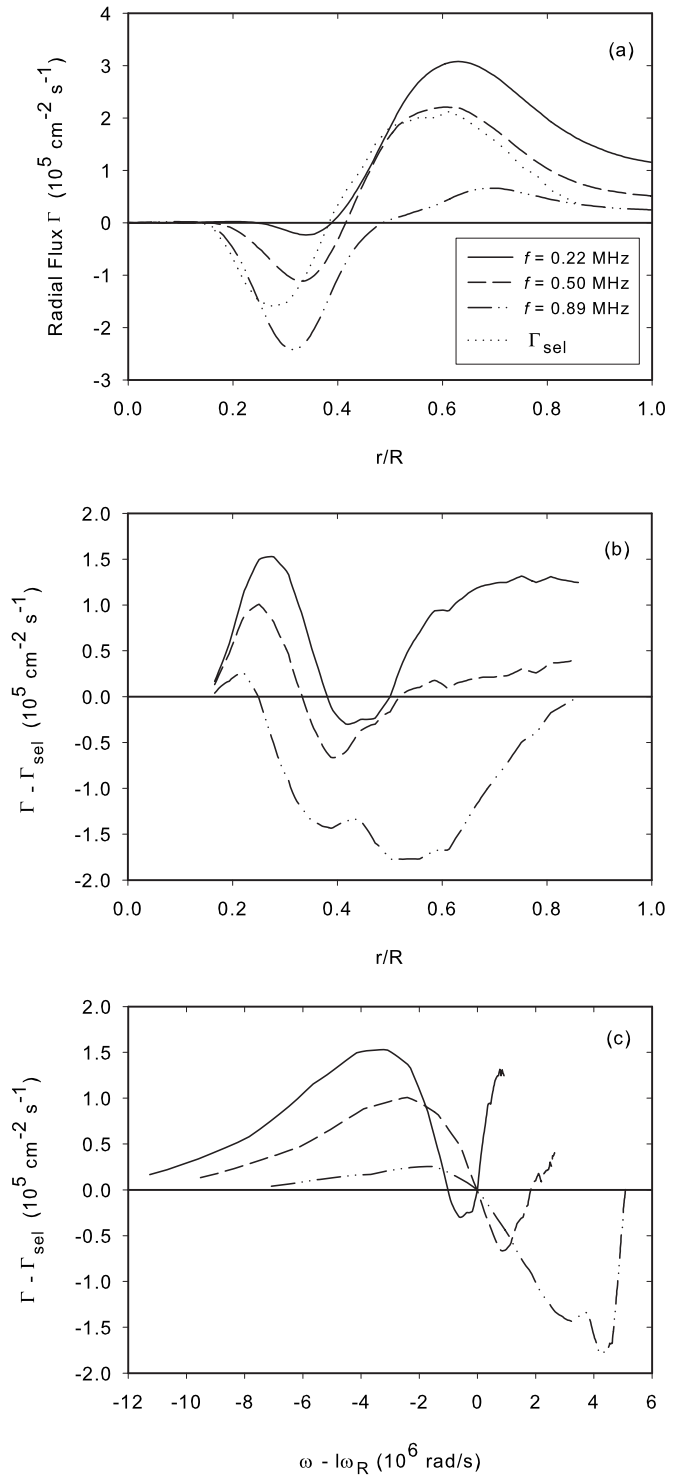 (a)
4
3
2
1
0
-1
-2
-3
Radial Flux Γ (10^5 cm^-2 s^-1)
f = 0.22 MHz
f = 0.50 MHz
f = 0.89 MHz
Γ_sel
0.0 0.2 0.4 0.6 0.8 1.0
r/R
(b)
2.0
1.5
1.0
0.5
0.0
-0.5
-1.0
-1.5
-2.0
Γ - Γ_sel (10^5 cm^-2 s^-1)
0.0 0.2 0.4 0.6 0.8 1.0
r/R
(c)
2.0
1.5
1.0
0.5
0.0
-0.5
-1.0
-1.5
-2.0
Γ - Γ_sel (10^5 cm^-2 s^-1)
-12 -10 -8 -6 -4 -2 0 2 4 6
ω - lω_R (10^6 rad/s)